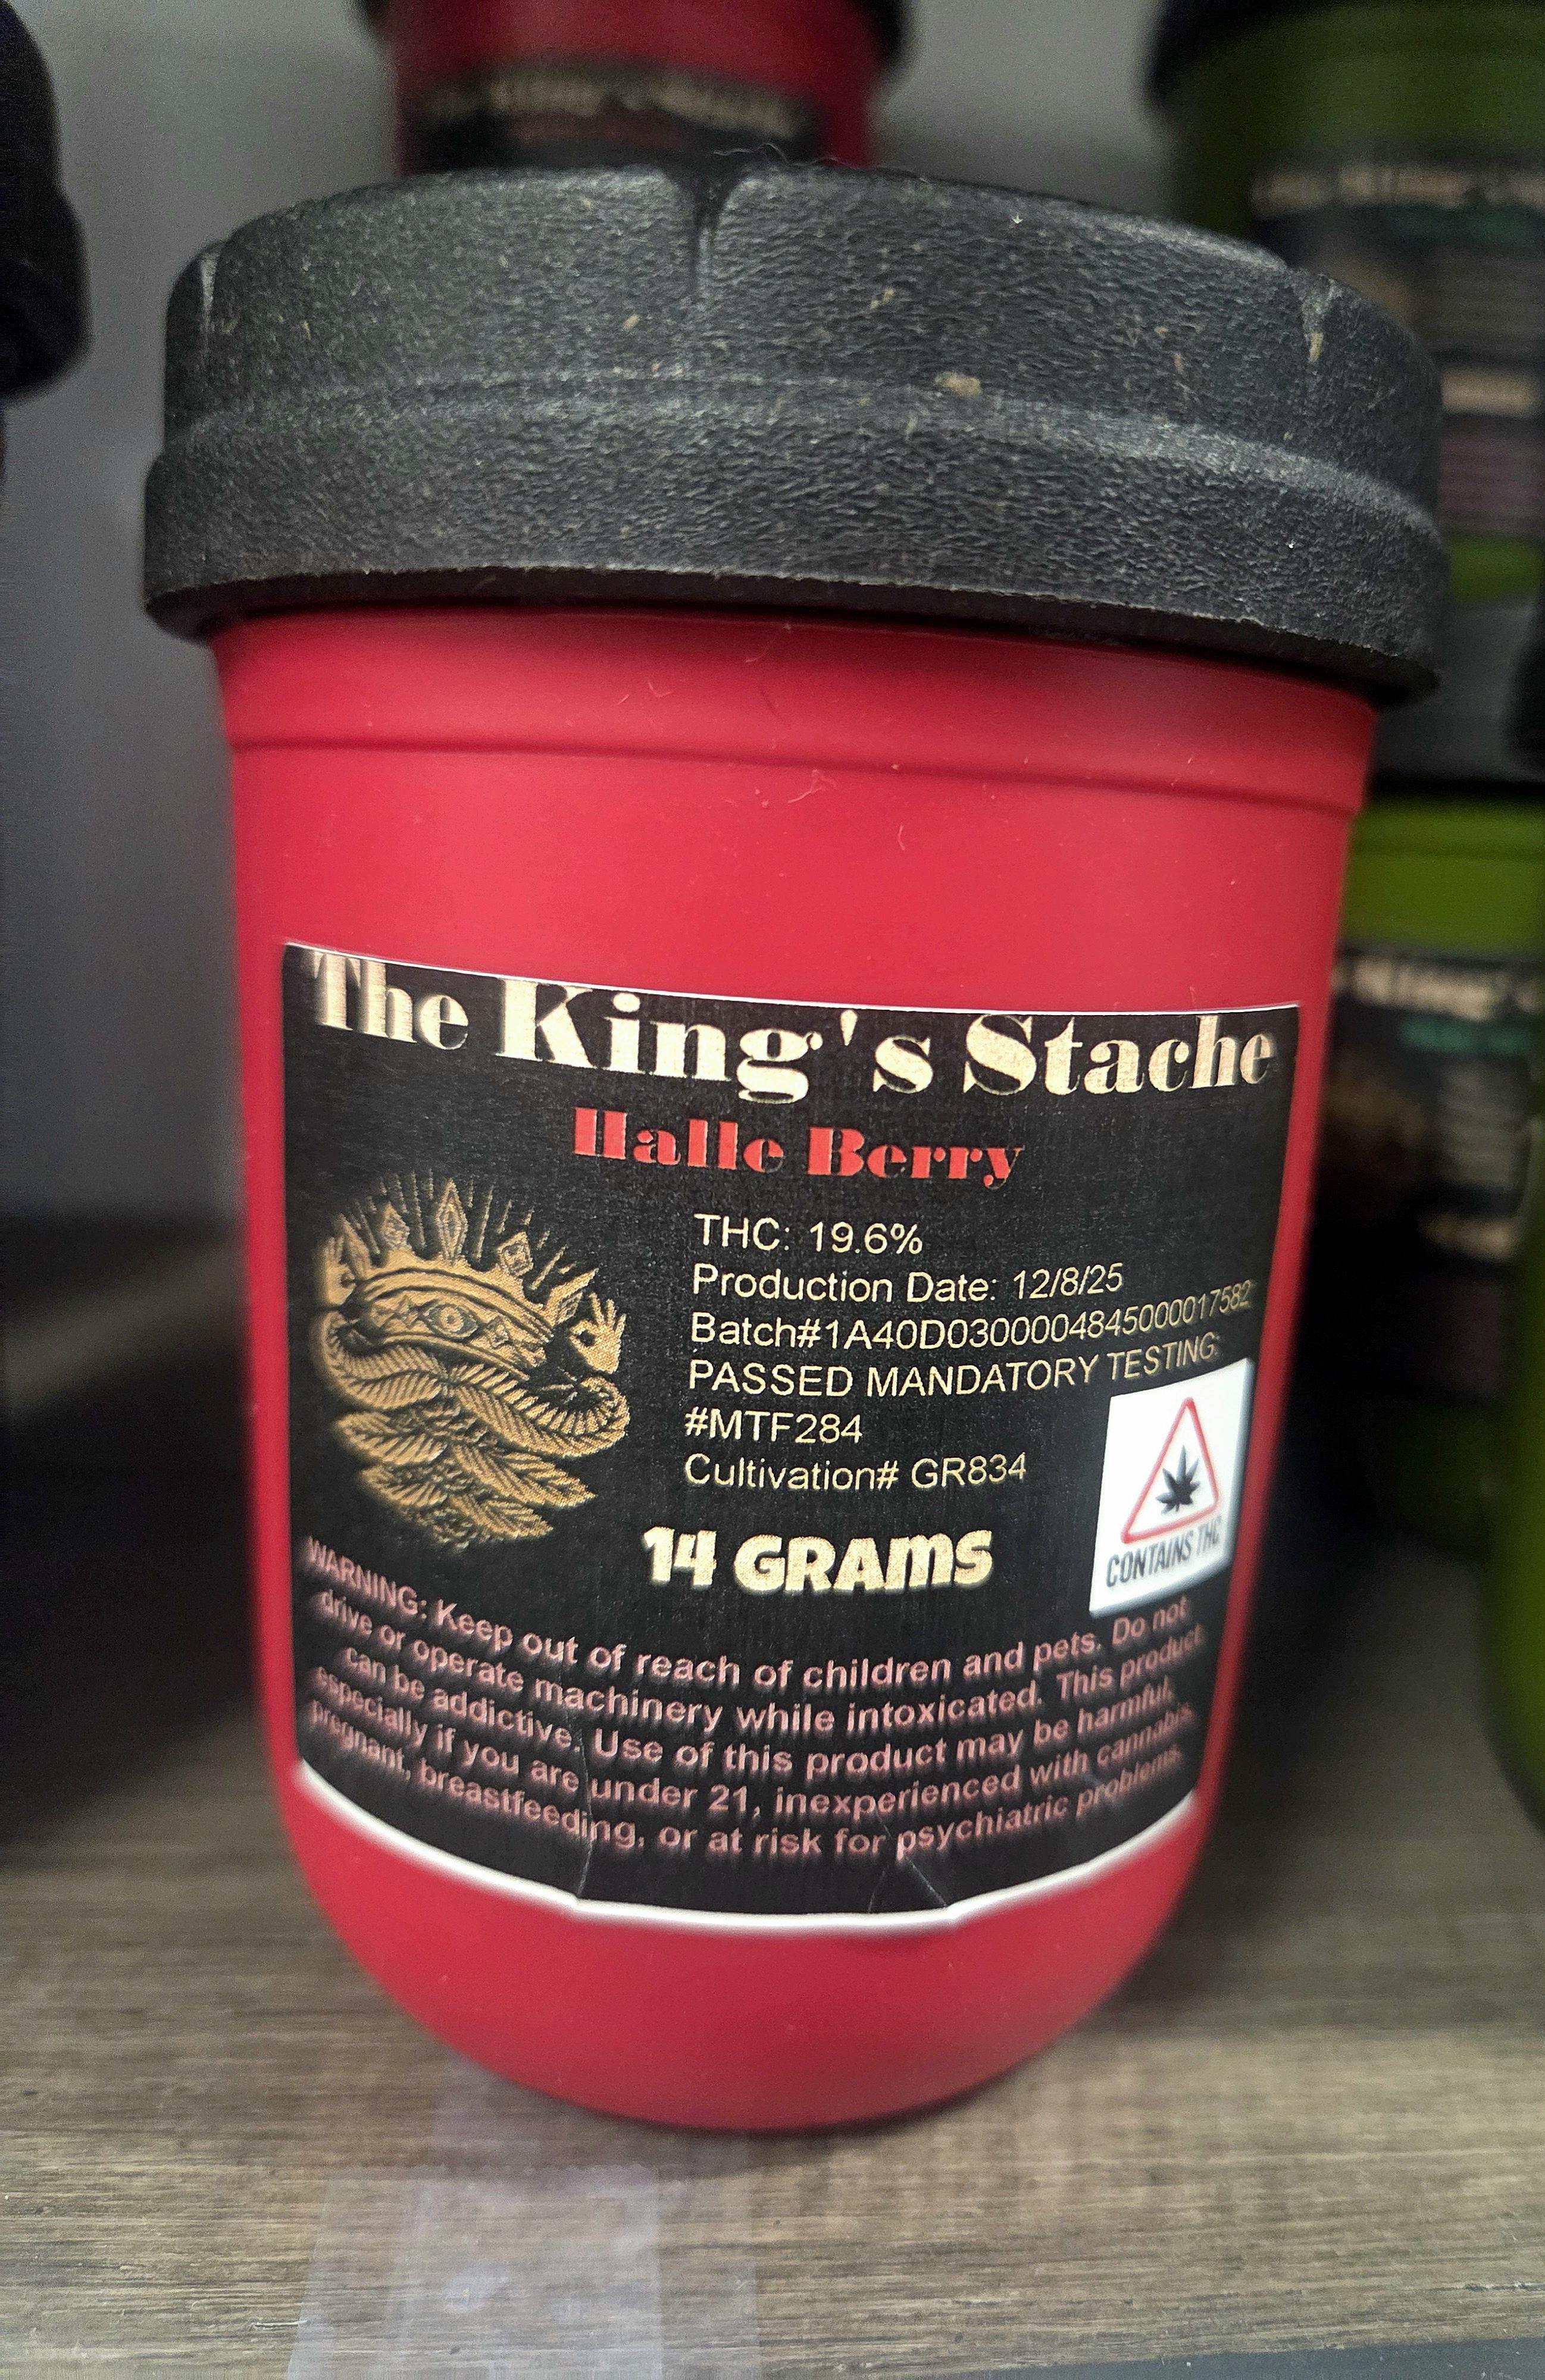 The King's Stache
Halle Berry
THC: 19.6%
Production Date: 12/8/25
Batch#1A40D0300004845000017582
PASSED MANDATORY TESTING:
#MTF284
Cultivation# GR834
CONTAINS THC
14 GRAMS
WARNING: Keep out of reach of children and pets. Do not
drive or operate machinery while intoxicated. This product
can be addictive. Use of this product may be harmful,
especially if you are under 21, inexperienced with cannabis,
pregnant, breastfeeding, or at risk for psychiatric problems.